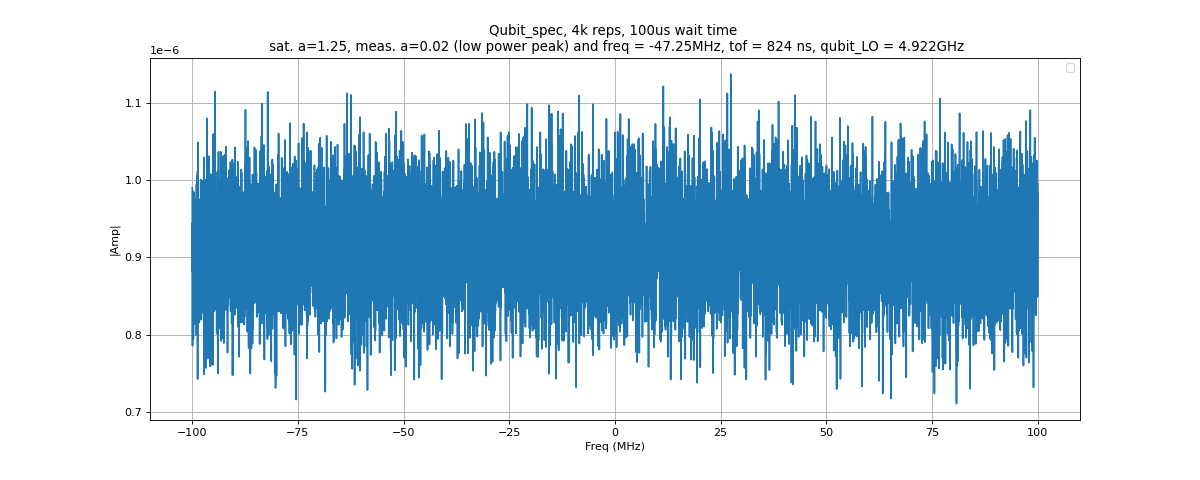 Qubit_spec, 4k reps, 100us wait time
sat. a=1.25, meas. a=0.02 (low power peak) and freq = -47.25MHz, tof = 824 ns, qubit_LO = 4.922GHz
1e−6
1.1
1.0
0.9
0.8
0.7
|Amp|
−100 −75 −50 −25 0 25 50 75 100
Freq (MHz)